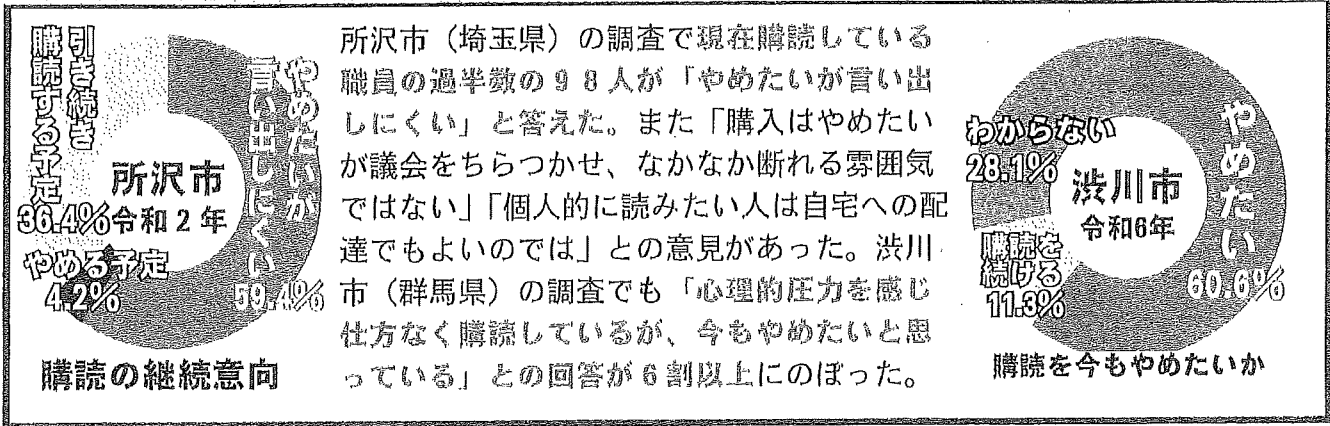 引き続き
購読する予定
36.4%
やめたいが
言い出しにくい
59.4%
やめる予定
4.2%
所沢市
令和2年
購読の継続意向
所沢市（埼玉県）の調査で現在購読している
職員の過半数の98人が「やめたいが言い出
しにくい」と答えた。また「購入はやめたい
が議会をちらつかせ、なかなか断れる雰囲気
ではない」「個人的に読みたい人は自宅への配
達でもよいのでは」との意見があった。渋川
市（群馬県）の調査でも「心理的圧力を感じ
仕方なく購読しているが、今もやめたいと思
っている」との回答が6割以上にのぼった。
わからない
28.1%
購読を
続ける
11.3%
やめたい
60.6%
渋川市
令和6年
購読を今もやめたいか